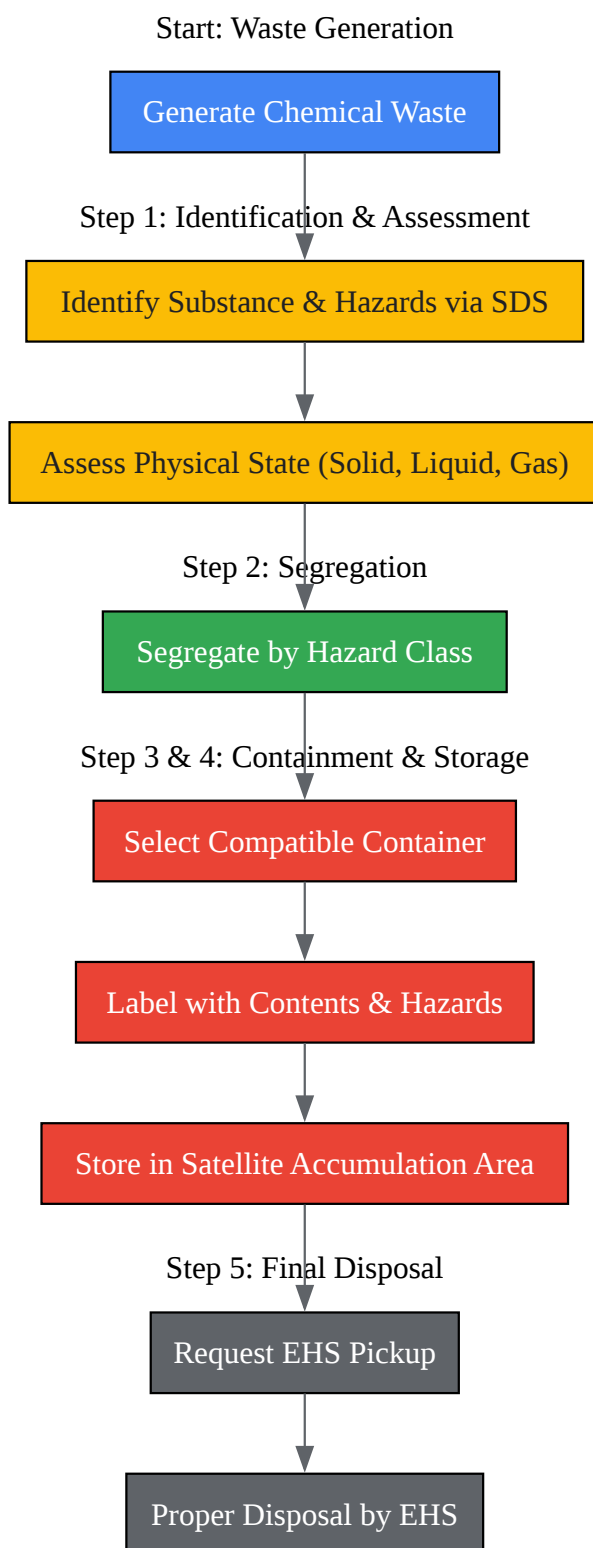 Start: Waste Generation
Generate Chemical Waste
Step 1: Identification & Assessment
Identify Substance & Hazards via SDS
Assess Physical State (Solid, Liquid, Gas)
Step 2: Segregation
Segregate by Hazard Class
Step 3 & 4: Containment & Storage
Select Compatible Container
Label with Contents & Hazards
Store in Satellite Accumulation Area
Step 5: Final Disposal
Request EHS Pickup
Proper Disposal by EHS